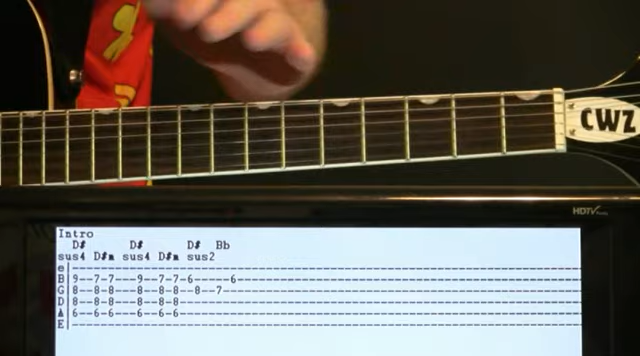 CWZ
HDTV
Intro
D# D# D# Bb
sus4 D#m sus4 D#m sus2
e|
B|9--7-7---9--7-7-6------6
G|8--8-8---8--8-8---8--7
D|8--8-8---8--8-8
A|6--6-6---6--6-6
E|